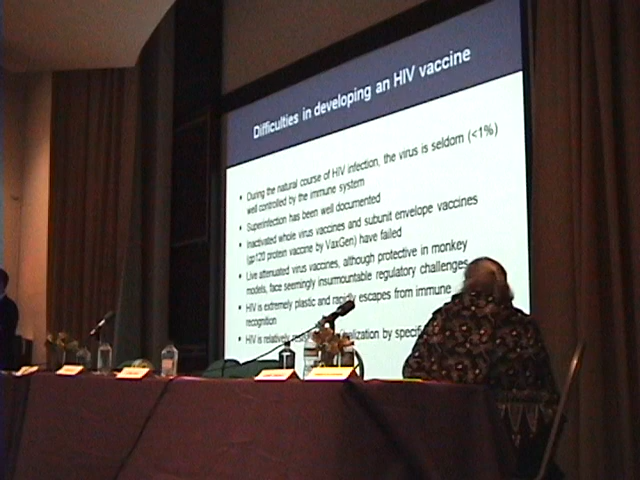 Difficulties in developing an HIV vaccine
• During the natural course of HIV infection, the virus is seldom (<1%)
well controlled by the immune system
• Superinfection has been well documented
• Inactivated whole virus vaccines and subunit envelope vaccines
(gp120 protein vaccine by VaxGen) have failed
• Live attenuated virus vaccines, although protective in monkey
models, face seemingly insurmountable regulatory challenges
• HIV is extremely plastic and rapidly escapes from immune
recognition
• HIV is relatively by